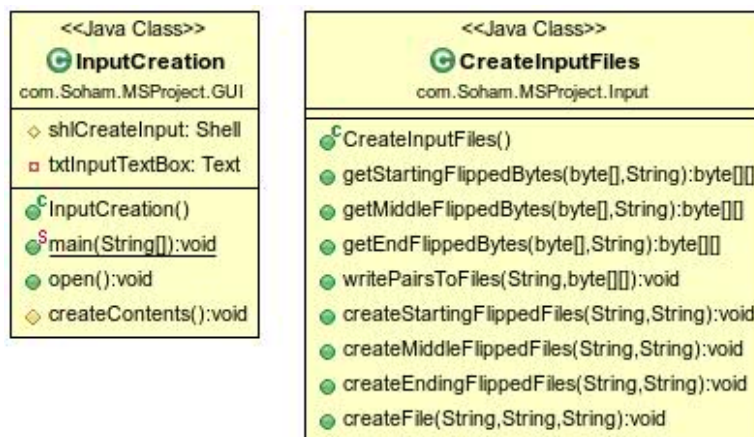 <<Java Class>>
InputCreation
com.Soham.MSProject.GUI
shlCreateInput: Shell
txtInputTextBox: Text
InputCreation()
main(String[]):void
open():void
createContents():void
<<Java Class>>
CreateInputFiles
com.Soham.MSProject.Input
CreateInputFiles()
getStartingFlippedBytes(byte[],String):byte[][]
getMiddleFlippedBytes(byte[],String):byte[][]
getEndFlippedBytes(byte[],String):byte[][]
writePairsToFiles(String,byte[][]):void
createStartingFlippedFiles(String,String):void
createMiddleFlippedFiles(String,String):void
createEndingFlippedFiles(String,String):void
createFile(String,String,String):void